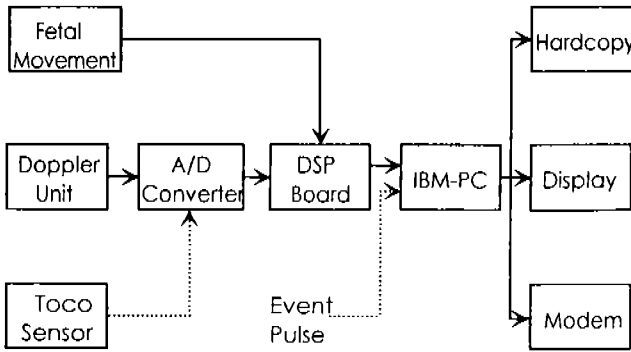 Fetal
Movement
Hardcopy
Doppler
Unit
A/D
Converter
DSP
Board
IBM-PC
Display
Toco
Sensor
Event
Pulse
Modem